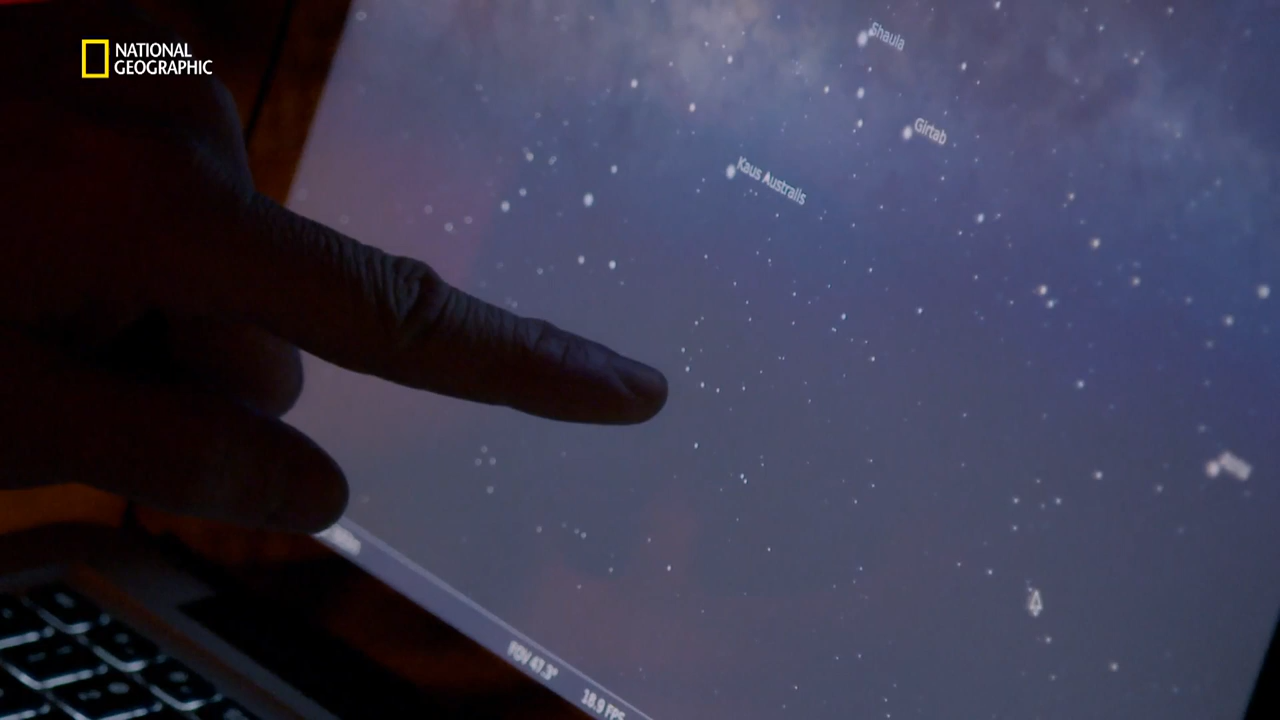 NATIONAL
GEOGRAPHIC
Shaula
Girtab
Kaus Australis
FOV 47.3°
18.9 FPS